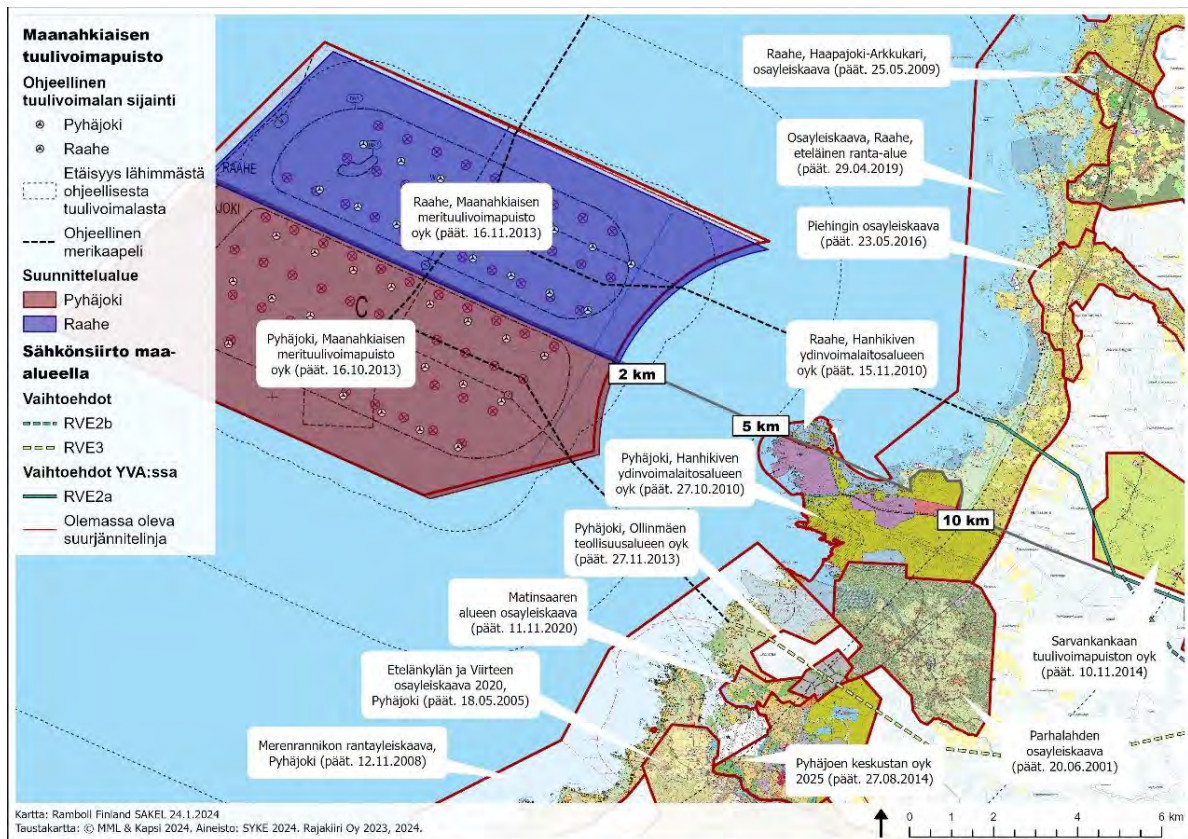 Maanahkiaisen
tuulivoimapuisto
Ohjeellinen
tuulivoimalan sijainti
Pyhäjoki
Raahe
Etäisyys lähimmästä
ohjeellisesta
tuulivoimalasta
Ohjeellinen
merikaapeli
Suunnittelualue
Pyhäjoki
Raahe
Sähkönsiirto maa-
alueella
Vaihtoehdot
RVE2b
RVE3
Vaihtoehdot YVA:ssa
RVE2a
Olemassa oleva
suurjännitelinja
RAAHE
JOKI
C
Raahe, Haapajoki-Arkkukari,
osayleiskaava (päät. 25.05.2009)
Osayleiskaava, Raahe,
eteläinen ranta-alue
(päät. 29.04.2019)
Raahe, Maanahkiaisen
merituulivoimapuisto
oyk (päät. 16.11.2013)
Piehingin osayleiskaava
(päät. 23.05.2016)
Pyhäjoki, Maanahkiaisen
merituulivoimapuisto
oyk (päät. 16.10.2013)
Raahe, Hanhikiven
ydinvoimalaitosalueen
oyk (päät. 15.11.2010)
2 km
5 km
10 km
Pyhäjoki, Hanhikiven
ydinvoimalaitosalueen
oyk (päät. 27.10.2010)
Pyhäjoki, Ollinmäen
teollisuusalueen oyk
(päät. 27.11.2013)
Matinsaaren
alueen osayleiskaava
(päät. 11.11.2020)
Sarvankankaan
tuulivoimapuiston oyk
(päät. 10.11.2014)
Etelänkylän ja Viirteen
osayleiskaava 2020,
Pyhäjoki (päät. 18.05.2005)
Merenrannikon rantayleiskaava,
Pyhäjoki (päät. 12.11.2008)
Pyhäjoen keskustan oyk
2025 (päät. 27.08.2014)
Parhalahden
osayleiskaava
(päät. 20.06.2001)
Kartta: Ramboll Finland SAKEL 24.1.2024
Taustakartta: © MML & Kapsi 2024. Aineisto: SYKE 2024. Rajakiiri Oy 2023, 2024.
0 1 2 4 6 km